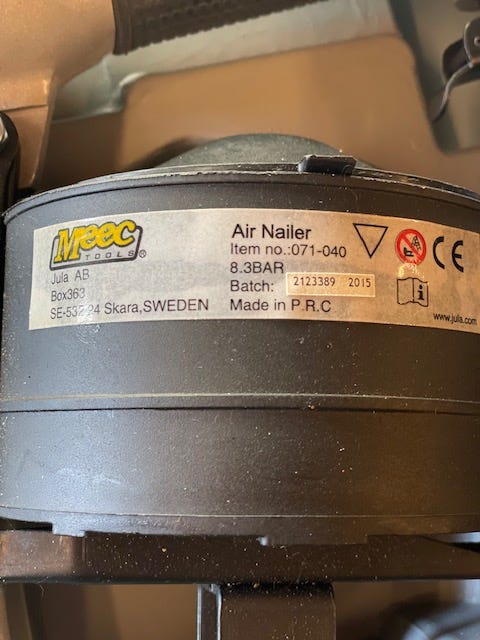 Meec
TOOLS®
Jula AB
Box363
SE-532 24 Skara,SWEDEN
Air Nailer
Item no.:071-040
8.3BAR
Batch: 2123389 2015
Made in P.R.C
CE
i
www.jula.com